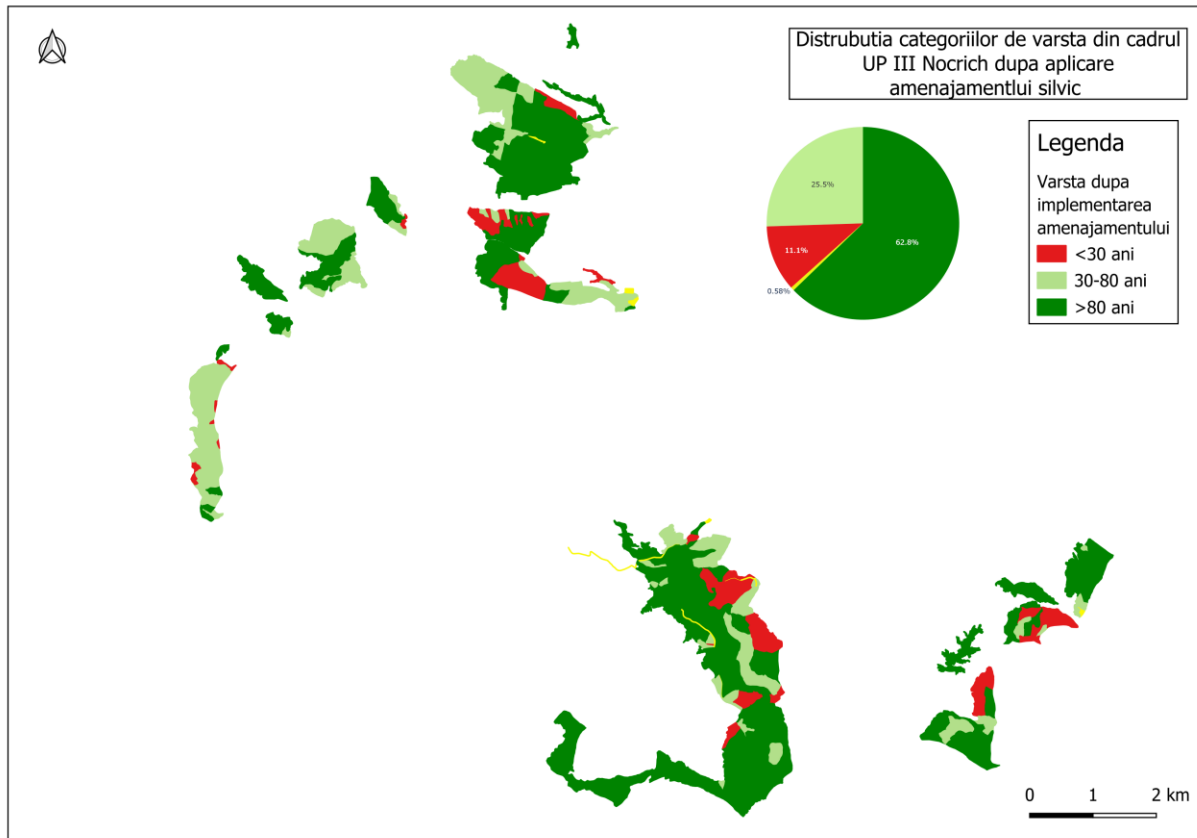 Distrubutia categoriilor de varsta din cadrul
UP III Nocrich dupa aplicare
amenajamentlui silvic
25.5%
62.8%
11.1%
0.58%
Legenda
Varsta dupa
implementarea
amenajamentului
<30 ani
30-80 ani
>80 ani
0 1 2 km